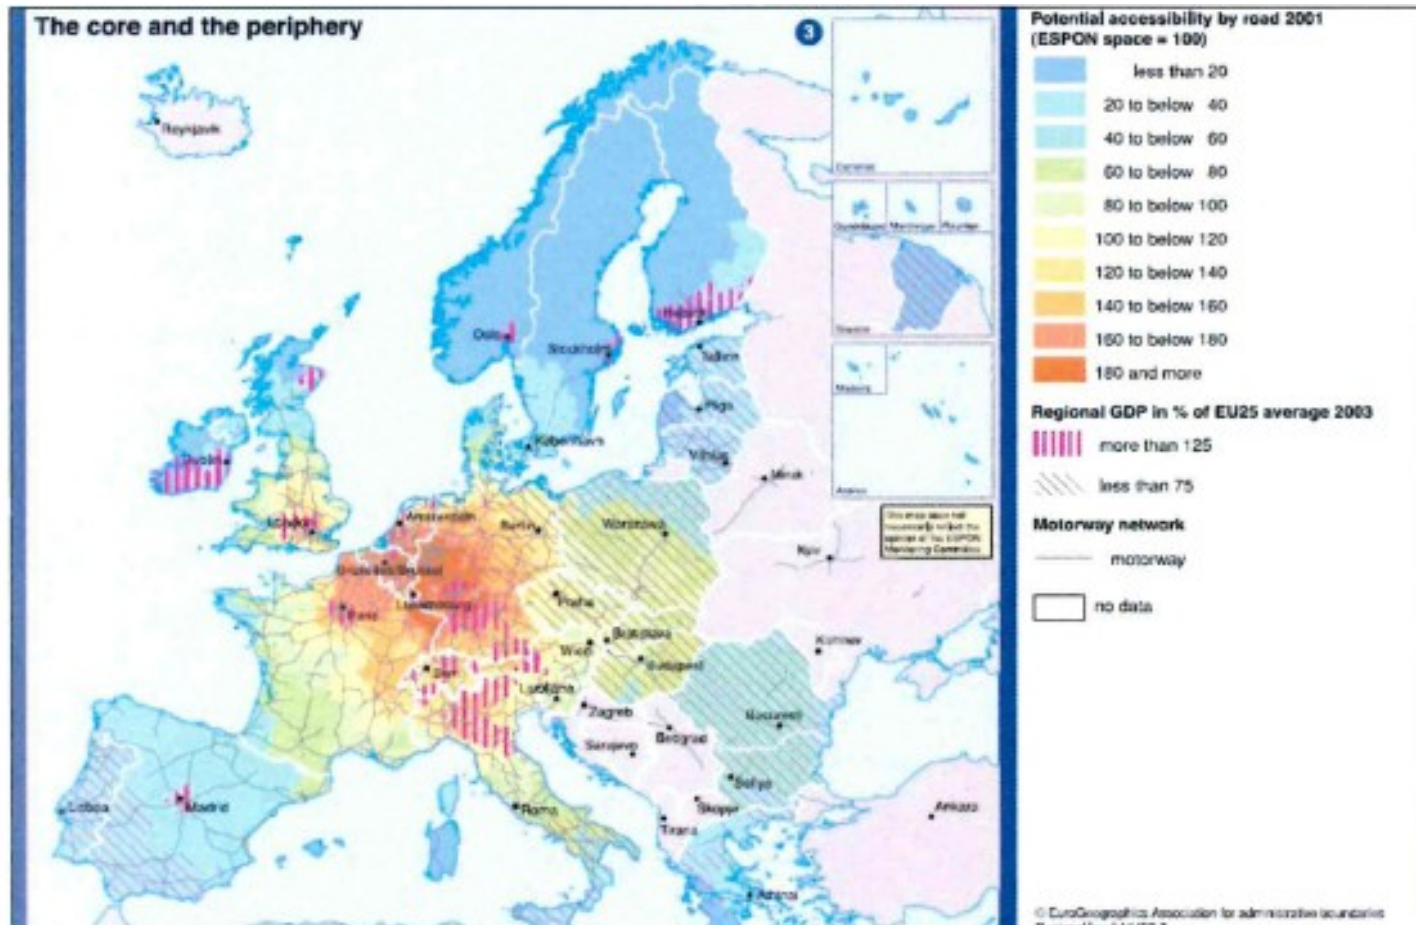 The core and the periphery
3
Reykjavik
Oslo
Stockholm
Helsinki
Tallinn
Riga
Vilnius
København
Dublin
London
Minsk
Amsterdam
Berlin
Warszawa
Kyiv
Luxembourg
Paris
Praha
Wien
Bratislava
Budapest
Bern
Ljubljana
Zagreb
Sarajevo
Beograd
Bucuresti
Sofiya
Skopje
Tirana
Roma
Madrid
Lisboa
Ankara
Athinai
Potential accessibility by road 2001
(ESPON space = 100)
less than 20
20 to below 40
40 to below 60
60 to below 80
80 to below 100
100 to below 120
120 to below 140
140 to below 160
160 to below 180
180 and more
Regional GDP in % of EU25 average 2003
more than 125
less than 75
Motorway network
motorway
no data
© EuroGeographics Association for administrative boundaries